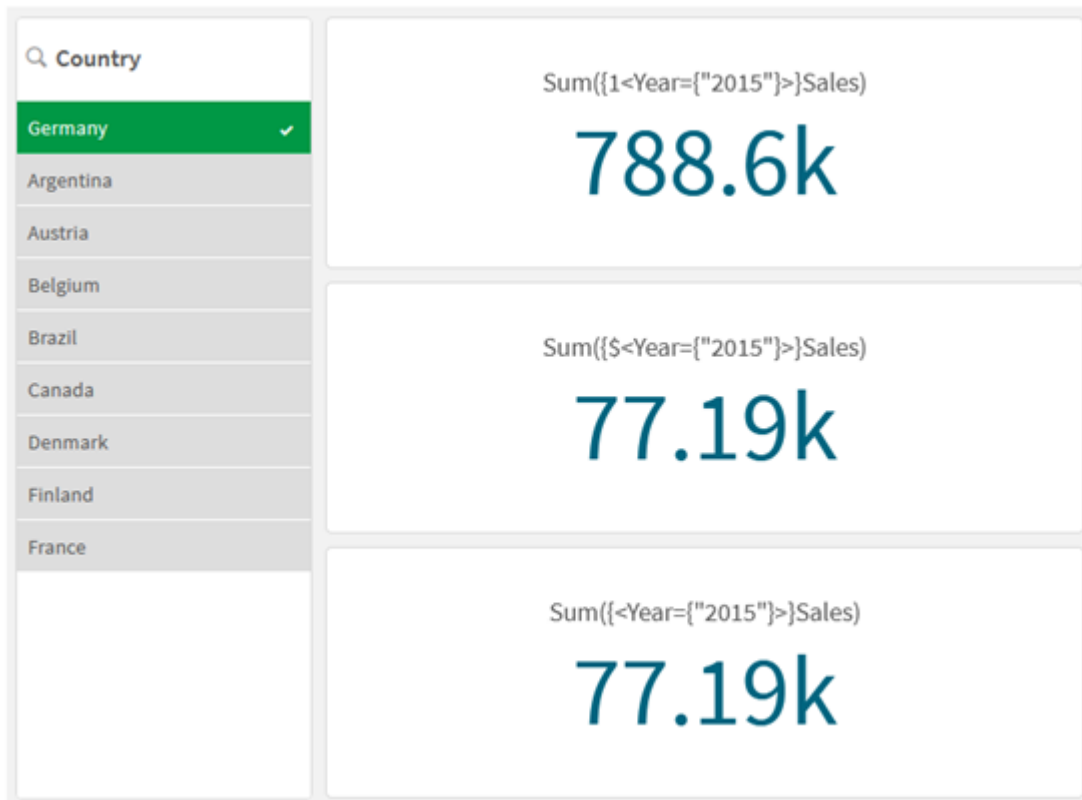 Country
Germany
Argentina
Austria
Belgium
Brazil
Canada
Denmark
Finland
France
Sum({1<Year={"2015"}>}Sales)
788.6k
Sum({$<Year={"2015"}>}Sales)
77.19k
Sum({<Year={"2015"}>}Sales)
77.19k